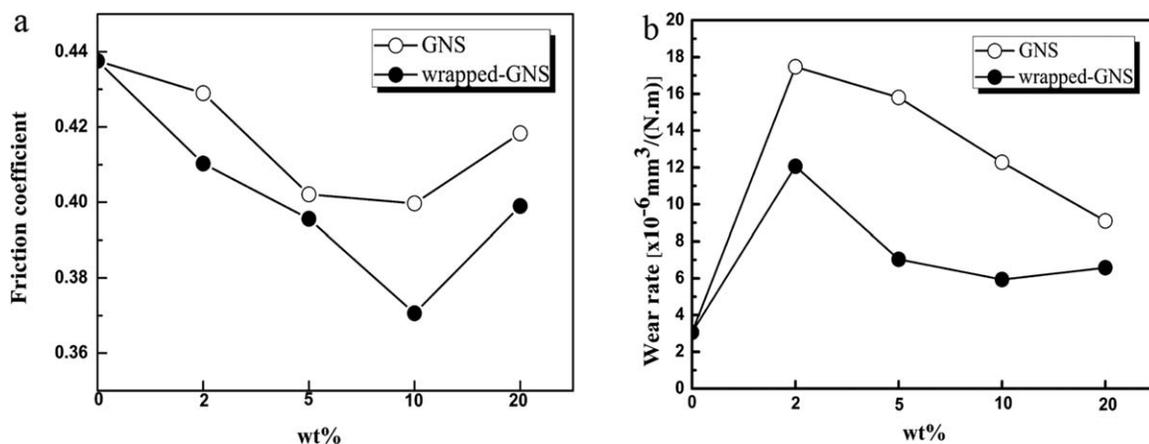 a
GNS
wrapped-GNS
0.44
0.42
0.40
0.38
0.36
Friction coefficient
0 2 5 10 20
wt%
b
GNS
wrapped-GNS
20
18
16
14
12
10
8
6
4
2
0
Wear rate [x10⁻⁶mm³/(N.m)]
0 2 5 10 20
wt%